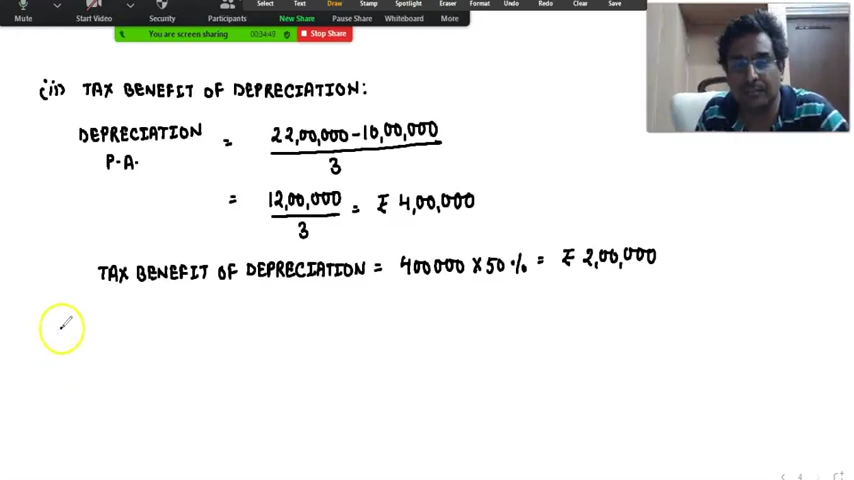 Select Text Draw Stamp Spotlight Eraser Format Undo Redo Clear Save
Mute Start Video Security Participants New Share Pause Share Whiteboard More
You are screen sharing 00:04:49 Stop Share
(ii) TAX BENEFIT OF DEPRECIATION:
DEPRECIATION P.A. = 22,00,000 - 10,00,000
3
= 12,00,000 = ₹ 4,00,000
3
TAX BENEFIT OF DEPRECIATION = 400000 x 50 % = ₹ 2,00,000
4